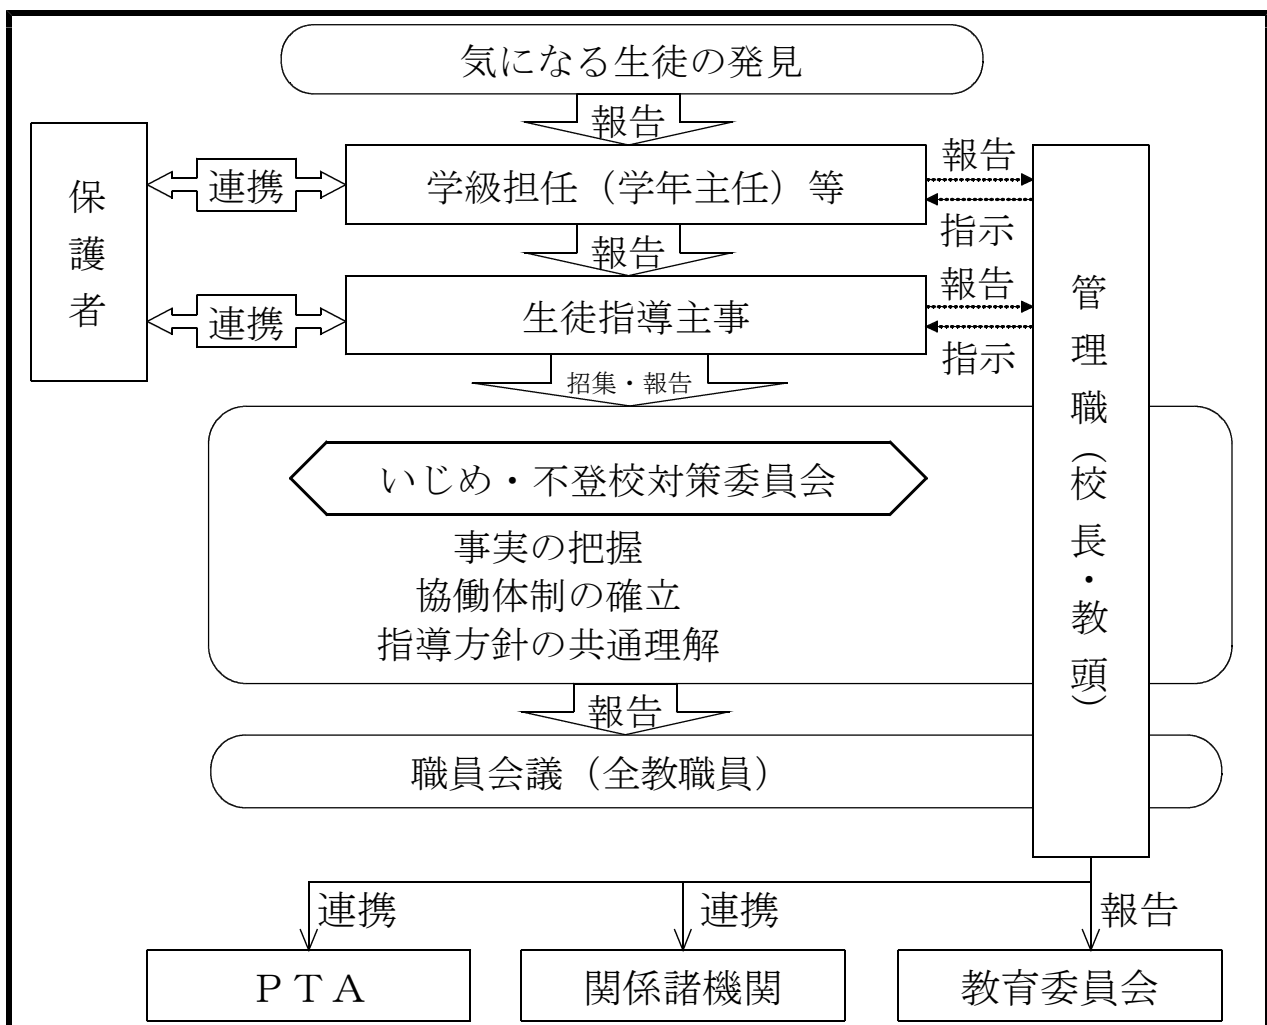 気になる生徒の発見
報告
保護者
連携
学級担任（学年主任）等
報告
指示
報告
連携
生徒指導主事
報告
指示
管理職（校長・教頭）
招集・報告
いじめ・不登校対策委員会
事実の把握
協働体制の確立
指導方針の共通理解
報告
職員会議（全教職員）
連携
連携
報告
ＰＴＡ
関係諸機関
教育委員会